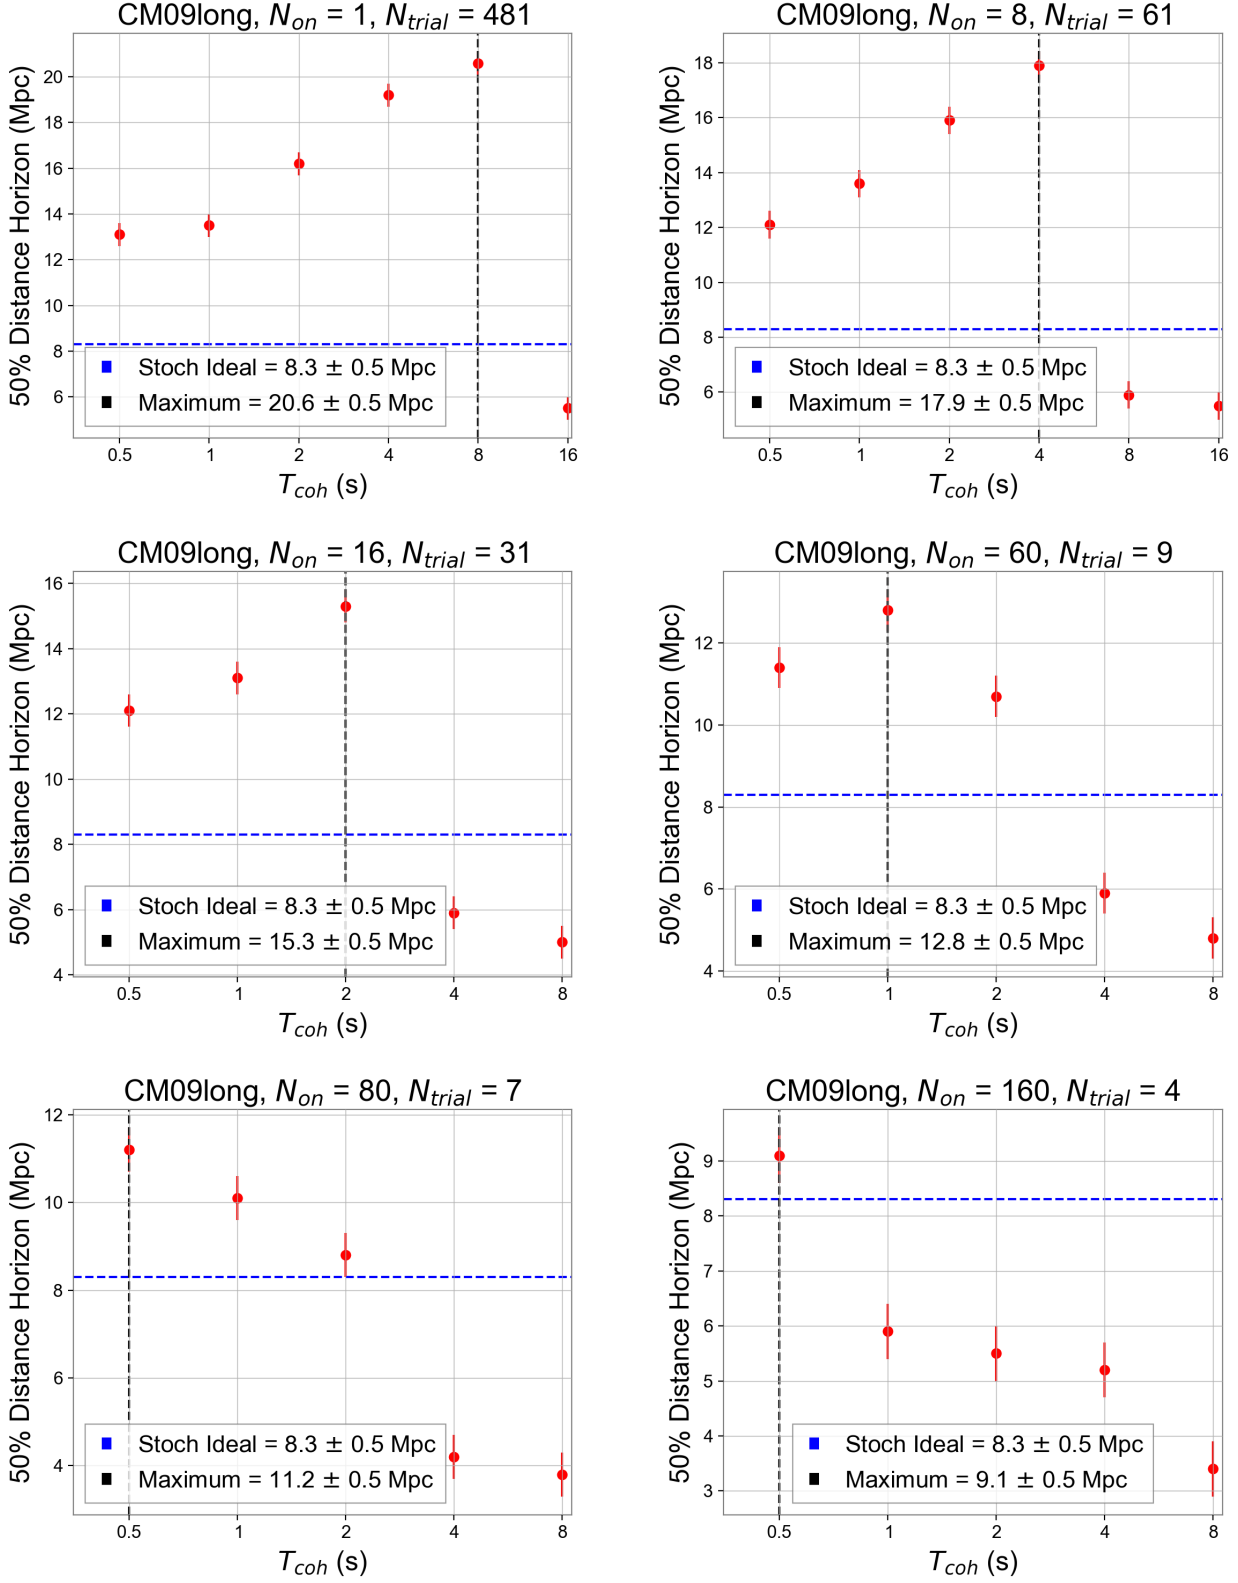 CM09long, N_on = 1, N_trial = 481
50% Distance Horizon (Mpc)
20
18
16
14
12
10
8
6
Stoch Ideal = 8.3 ± 0.5 Mpc
Maximum = 20.6 ± 0.5 Mpc
0.5 1 2 4 8 16
T_coh (s)
CM09long, N_on = 8, N_trial = 61
50% Distance Horizon (Mpc)
18
16
14
12
10
8
6
Stoch Ideal = 8.3 ± 0.5 Mpc
Maximum = 17.9 ± 0.5 Mpc
0.5 1 2 4 8 16
T_coh (s)
CM09long, N_on = 16, N_trial = 31
50% Distance Horizon (Mpc)
16
14
12
10
8
6
4
Stoch Ideal = 8.3 ± 0.5 Mpc
Maximum = 15.3 ± 0.5 Mpc
0.5 1 2 4 8
T_coh (s)
CM09long, N_on = 60, N_trial = 9
50% Distance Horizon (Mpc)
12
10
8
6
4
Stoch Ideal = 8.3 ± 0.5 Mpc
Maximum = 12.8 ± 0.5 Mpc
0.5 1 2 4 8
T_coh (s)
CM09long, N_on = 80, N_trial = 7
50% Distance Horizon (Mpc)
12
10
8
6
4
Stoch Ideal = 8.3 ± 0.5 Mpc
Maximum = 11.2 ± 0.5 Mpc
0.5 1 2 4 8
T_coh (s)
CM09long, N_on = 160, N_trial = 4
50% Distance Horizon (Mpc)
9
8
7
6
5
4
3
Stoch Ideal = 8.3 ± 0.5 Mpc
Maximum = 9.1 ± 0.5 Mpc
0.5 1 2 4 8
T_coh (s)